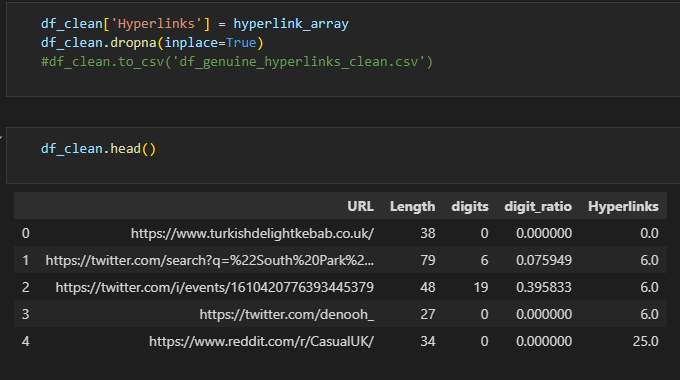 df_clean['Hyperlinks'] = hyperlink_array
df_clean.dropna(inplace=True)
#df_clean.to_csv('df_genuine_hyperlinks_clean.csv')
df_clean.head()
URL Length digits digit_ratio Hyperlinks
0 https://www.turkishdelightkebab.co.uk/ 38 0 0.000000 0.0
1 https://twitter.com/search?q=%22South%20Park%2... 79 6 0.075949 6.0
2 https://twitter.com/i/events/1610420776393445379 48 19 0.395833 6.0
3 https://twitter.com/denooh_ 27 0 0.000000 6.0
4 https://www.reddit.com/r/CasualUK/ 34 0 0.000000 25.0